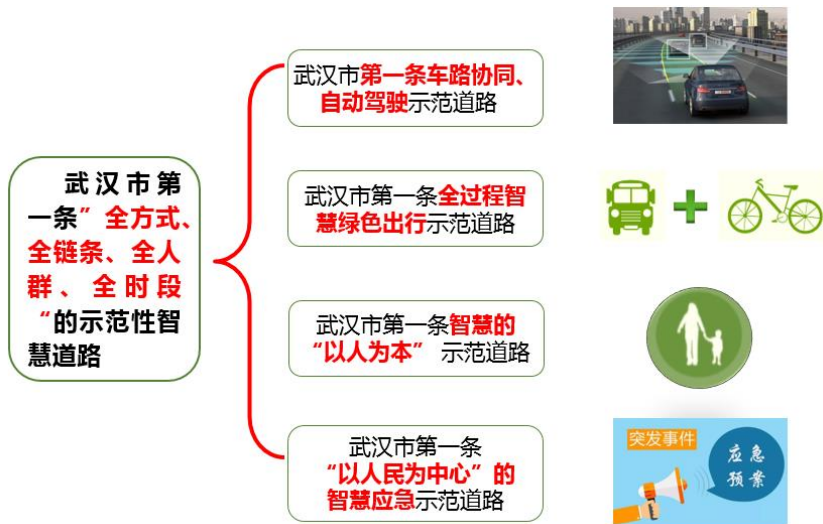 武汉市第
一条”全方式、
全链条、全人
群、全时段
“的示范性智
慧道路
武汉市第一条车路协同、
自动驾驶示范道路
武汉市第一条全过程智
慧绿色出行示范道路
武汉市第一条智慧的
“以人为本” 示范道路
武汉市第一条
“以人民为中心”的
智慧应急示范道路
突发事件
应急
预案